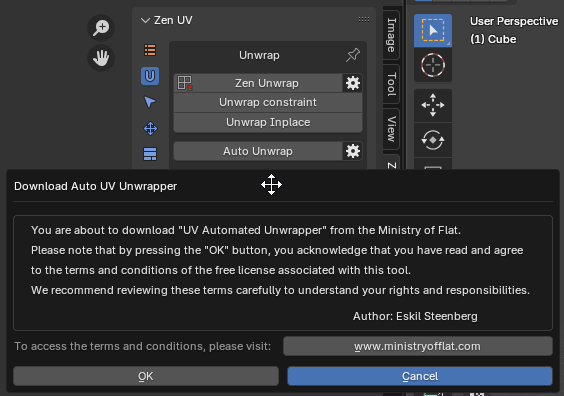 Zen UV
Unwrap
Zen Unwrap
Unwrap constraint
Unwrap Inplace
Auto Unwrap
Image
Tool
View
Z
User Perspective
(1) Cube
Download Auto UV Unwrapper
You are about to download "UV Automated Unwrapper" from the Ministry of Flat.
Please note that by pressing the "OK" button, you acknowledge that you have read and agree
to the terms and conditions of the free license associated with this tool.
We recommend reviewing these terms carefully to understand your rights and responsibilities.
Author: Eskil Steenberg
To access the terms and conditions, please visit:
www.ministryofflat.com
OK
Cancel